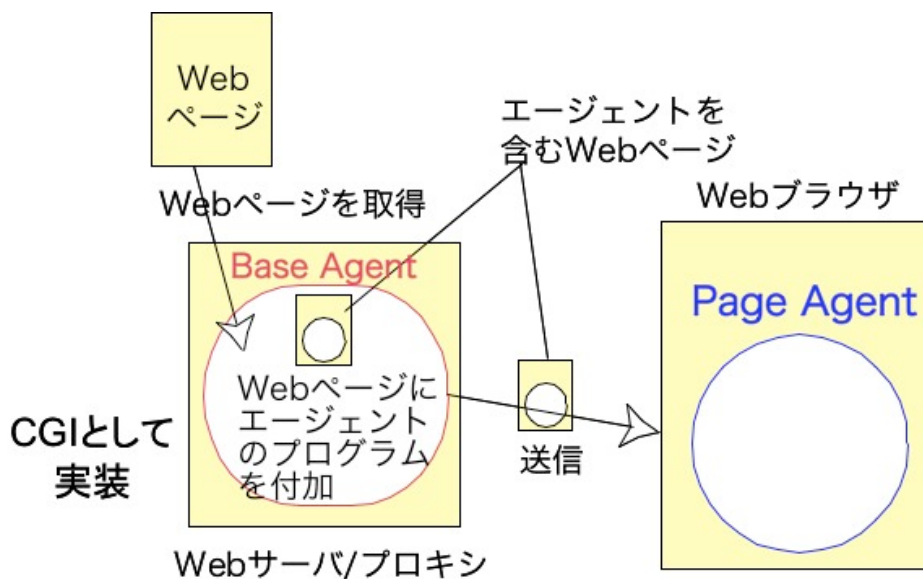 Web
ページ
Webページを取得
エージェントを
含むWebページ
Webブラウザ
Base Agent
Page Agent
Webページに
エージェント
のプログラム
を付加
CGIとして
実装
送信
Webサーバ/プロキシ